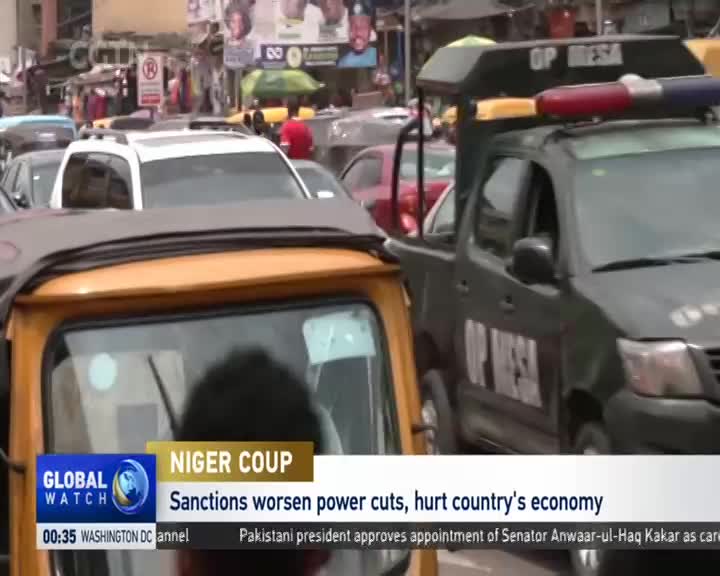 CGTN
OP MESA
OP MESA
NIGER COUP
GLOBAL
WATCH
Sanctions worsen power cuts, hurt country's economy
00:35 WASHINGTON DC
annel Pakistani president approves appointment of Senator Anwaar-ul-Haq Kakar as car